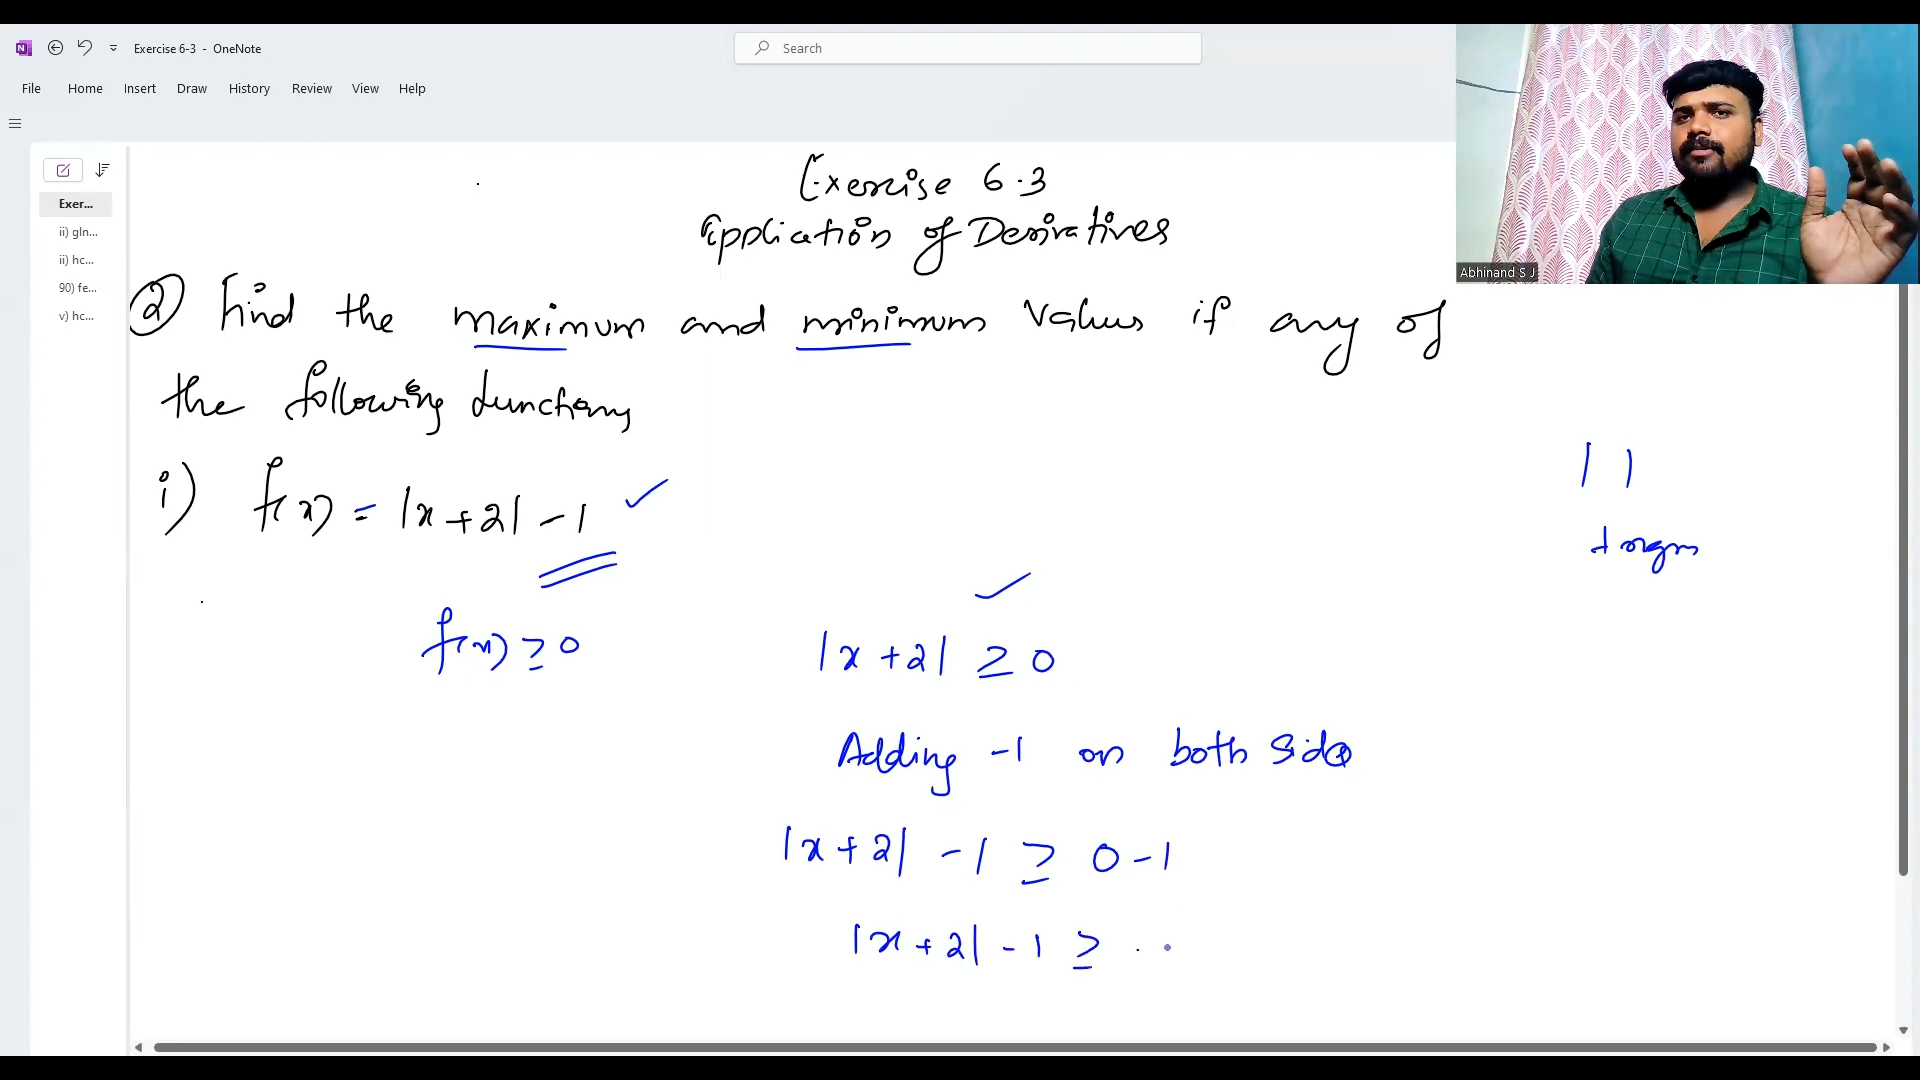 Exercise 6-3 - OneNote
Search
File Home Insert Draw History Review View Help
Exer...
ii) gln...
ii) hc...
90) fe...
v) hc...
Abhinand S J
Exercise 6.3
Application of Derivatives
2 Find the maximum and minimum values if any of
the following functions
i) f(x) = |x+2| - 1
| |
f(x) ≥ 0
|x+2| ≥ 0
Adding -1 on both sides
|x+2| - 1 ≥ 0 - 1
|x+2| - 1 ≥